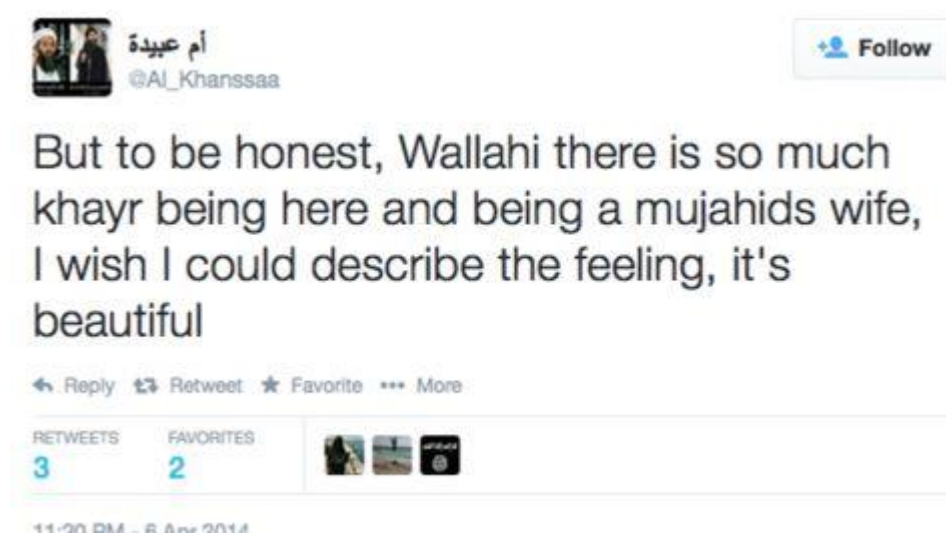 أم عبيدة
@Al_Khanssaa
Follow
But to be honest, Wallahi there is so much
khayr being here and being a mujahids wife,
I wish I could describe the feeling, it's
beautiful
Reply Retweet Favorite More
RETWEETS FAVORITES
3 2
11:20 PM - 6 Apr 2014